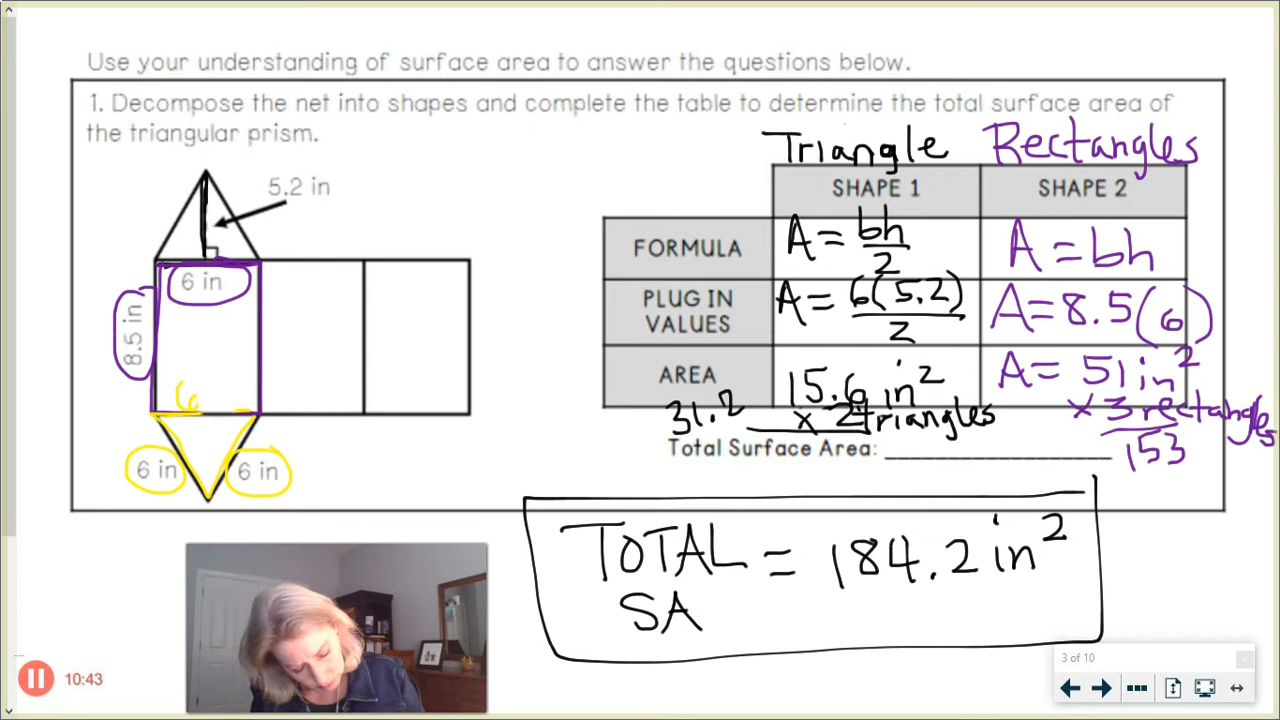 Use your understanding of surface area to answer the questions below.
1. Decompose the net into shapes and complete the table to determine the total surface area of
the triangular prism.
Triangle Rectangles
5.2 in
SHAPE 1 SHAPE 2
FORMULA A = bh/2 A = bh
6 in
PLUG IN VALUES A = 6(5.2)/2 A = 8.5(6)
8.5 in
AREA 15.6 in² A = 51 in²
6
31.2 x 2 triangles x 3 rectangles
Total Surface Area: ____________________ 153
6 in 6 in
TOTAL = 184.2 in²
SA
10:43
3 of 10